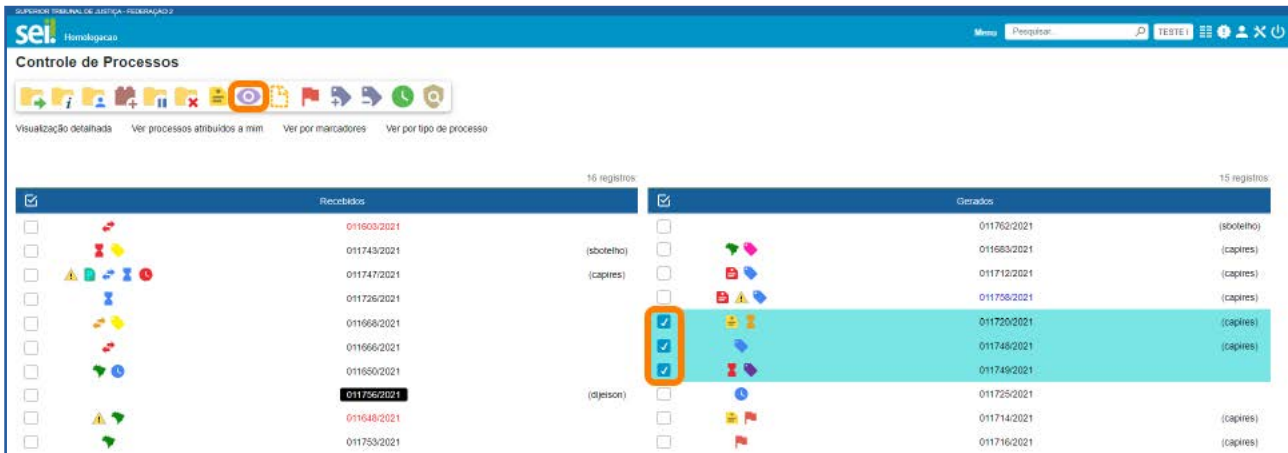 SUPERIOR TRIBUNAL DE JUSTIÇA - FEDERAÇÃO 2
sei! Homologacao Menu Pesquisar... TESTE I
Controle de Processos
Visualização detalhada Ver processos atribuídos a mim Ver por marcadores Ver por tipo de processo
16 registros: 15 registros:
Recebidos Gerados
011603/2021 011762/2021 (sbotelho)
011743/2021 (sbotelho) 011683/2021 (capires)
011747/2021 (capires) 011712/2021 (capires)
011726/2021 011758/2021 (capires)
011668/2021 011720/2021 (capires)
011666/2021 011748/2021 (capires)
011650/2021 011749/2021
011756/2021 (dijeison) 011725/2021
011648/2021 011714/2021 (capires)
011753/2021 011716/2021 (capires)